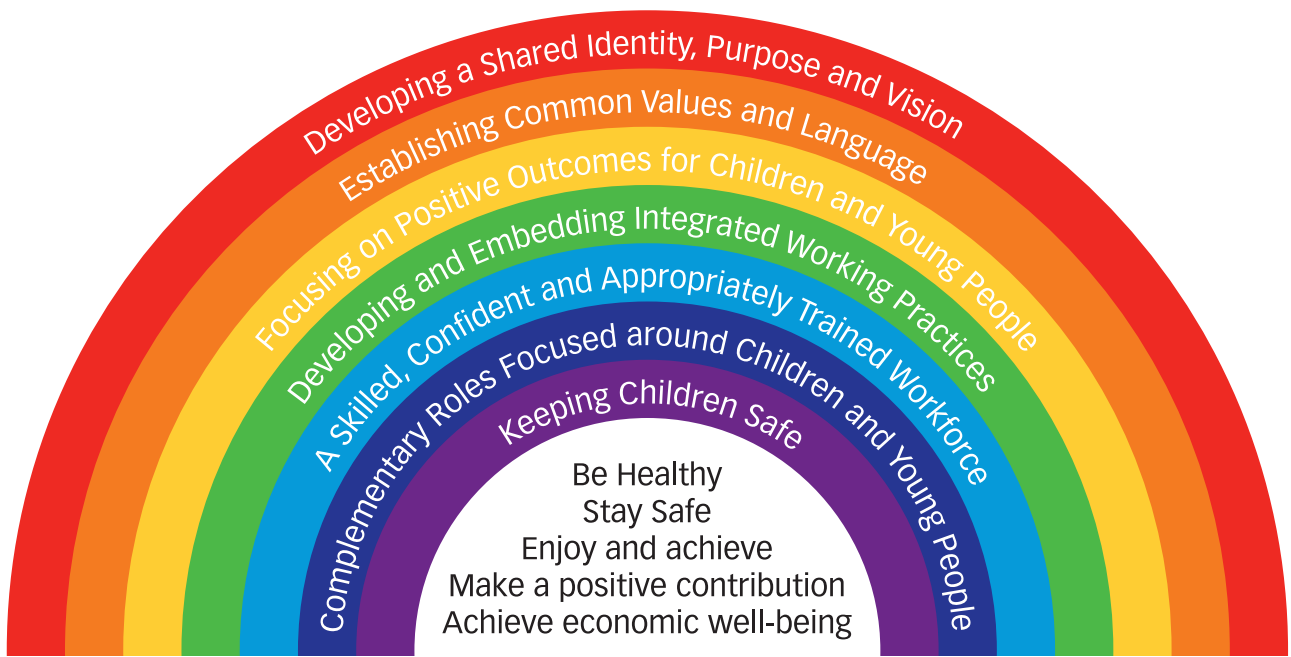 Developing a Shared Identity, Purpose and Vision
Establishing Common Values and Language
Focusing on Positive Outcomes for Children and Young People
Developing and Embedding Integrated Working Practices
A Skilled, Confident and Appropriately Trained Workforce
Complementary Roles Focused around Children and Young People
Keeping Children Safe
Be Healthy
Stay Safe
Enjoy and achieve
Make a positive contribution
Achieve economic well-being